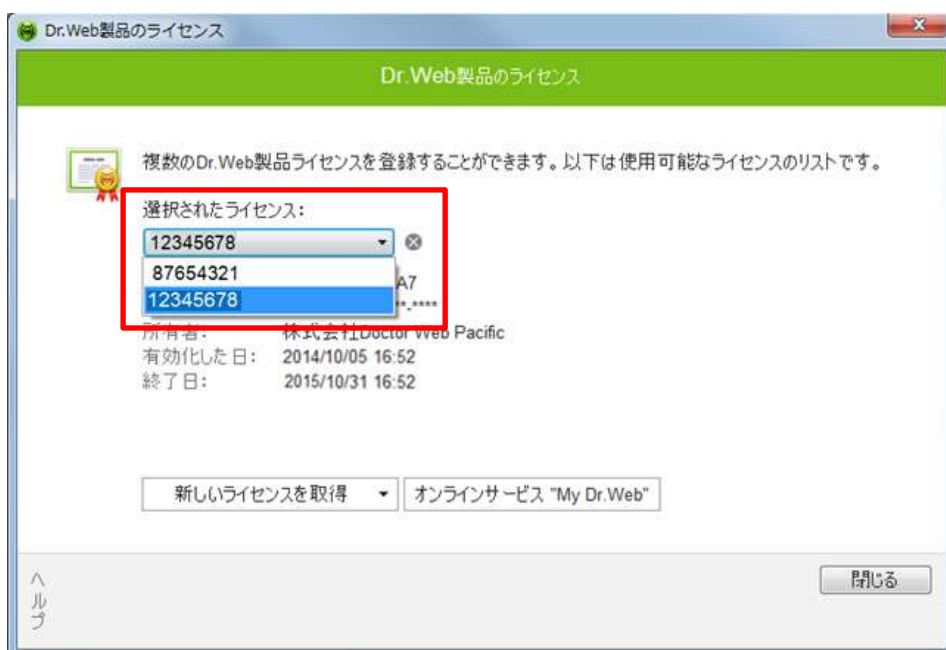 Dr.Web製品のライセンス
Dr.Web製品のライセンス
複数のDr.Web製品ライセンスを登録することができます。以下は使用可能なライセンスのリストです。
選択されたライセンス:
12345678
87654321
A7
12345678
**-****
所有者: 株式会社Doctor Web Pacific
有効化した日: 2014/10/05 16:52
終了日: 2015/10/31 16:52
新しいライセンスを取得 オンラインサービス "My Dr.Web"
ヘルプ
閉じる